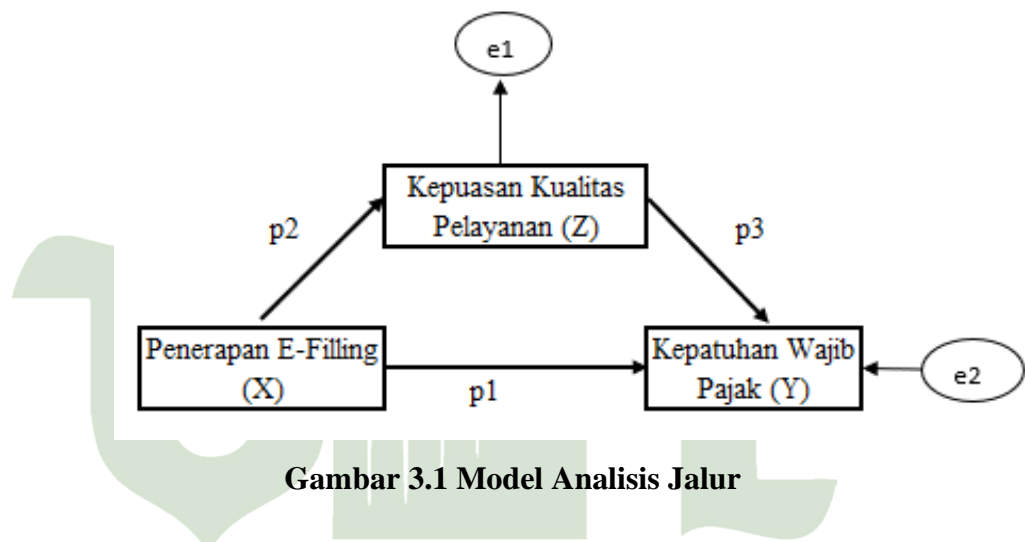 e1
Kepuasan Kualitas
Pelayanan (Z)
p2
p3
Penerapan E-Filling
(X)
p1
Kepatuhan Wajib
Pajak (Y)
e2
Gambar 3.1 Model Analisis Jalur